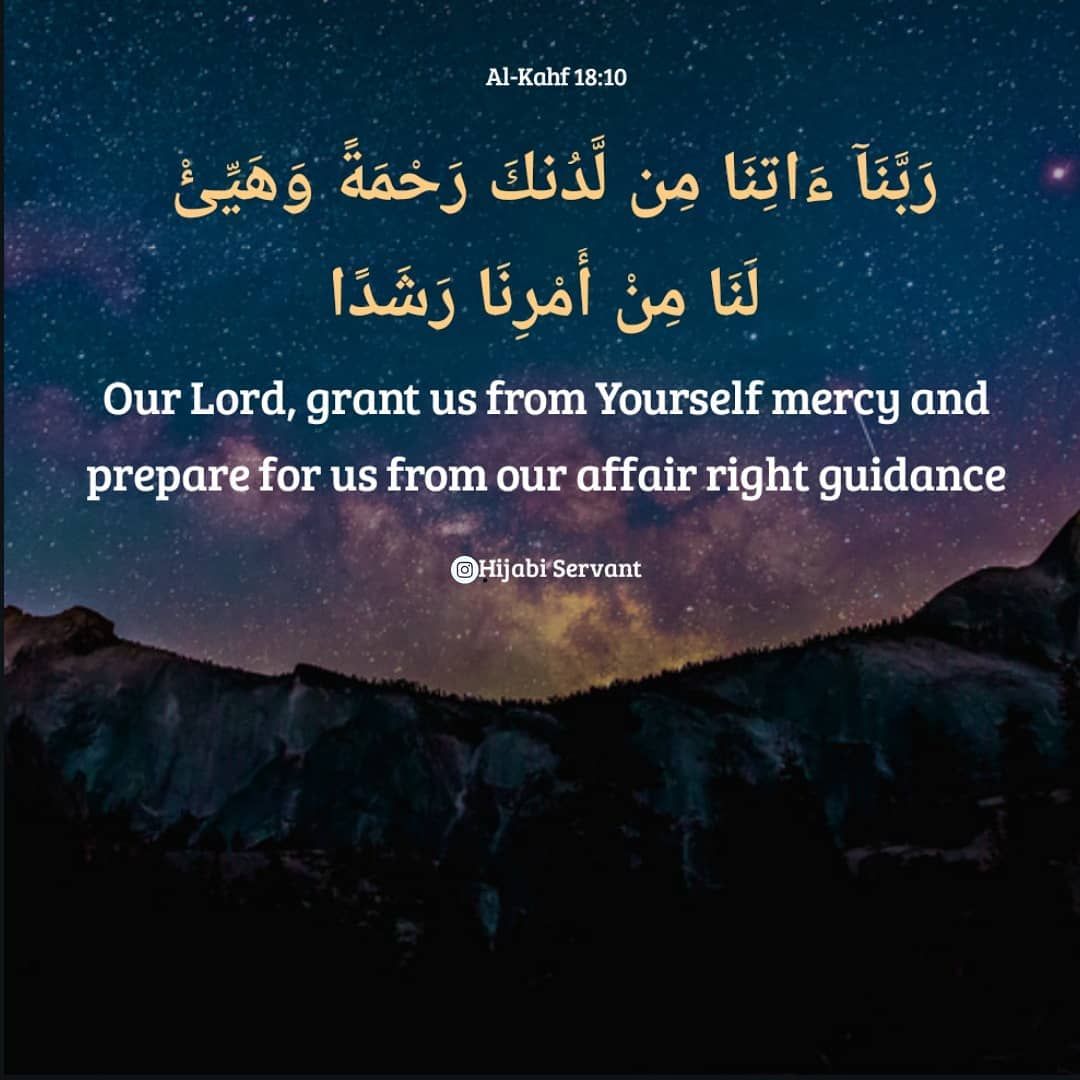 Al-Kahf 18:10
رَبَّنَآ ءَاتِنَا مِن لَّدُنكَ رَحْمَةً وَهَيِّئْ
لَنَا مِنْ أَمْرِنَا رَشَدًا
Our Lord, grant us from Yourself mercy and
prepare for us from our affair right guidance
Hijabi Servant